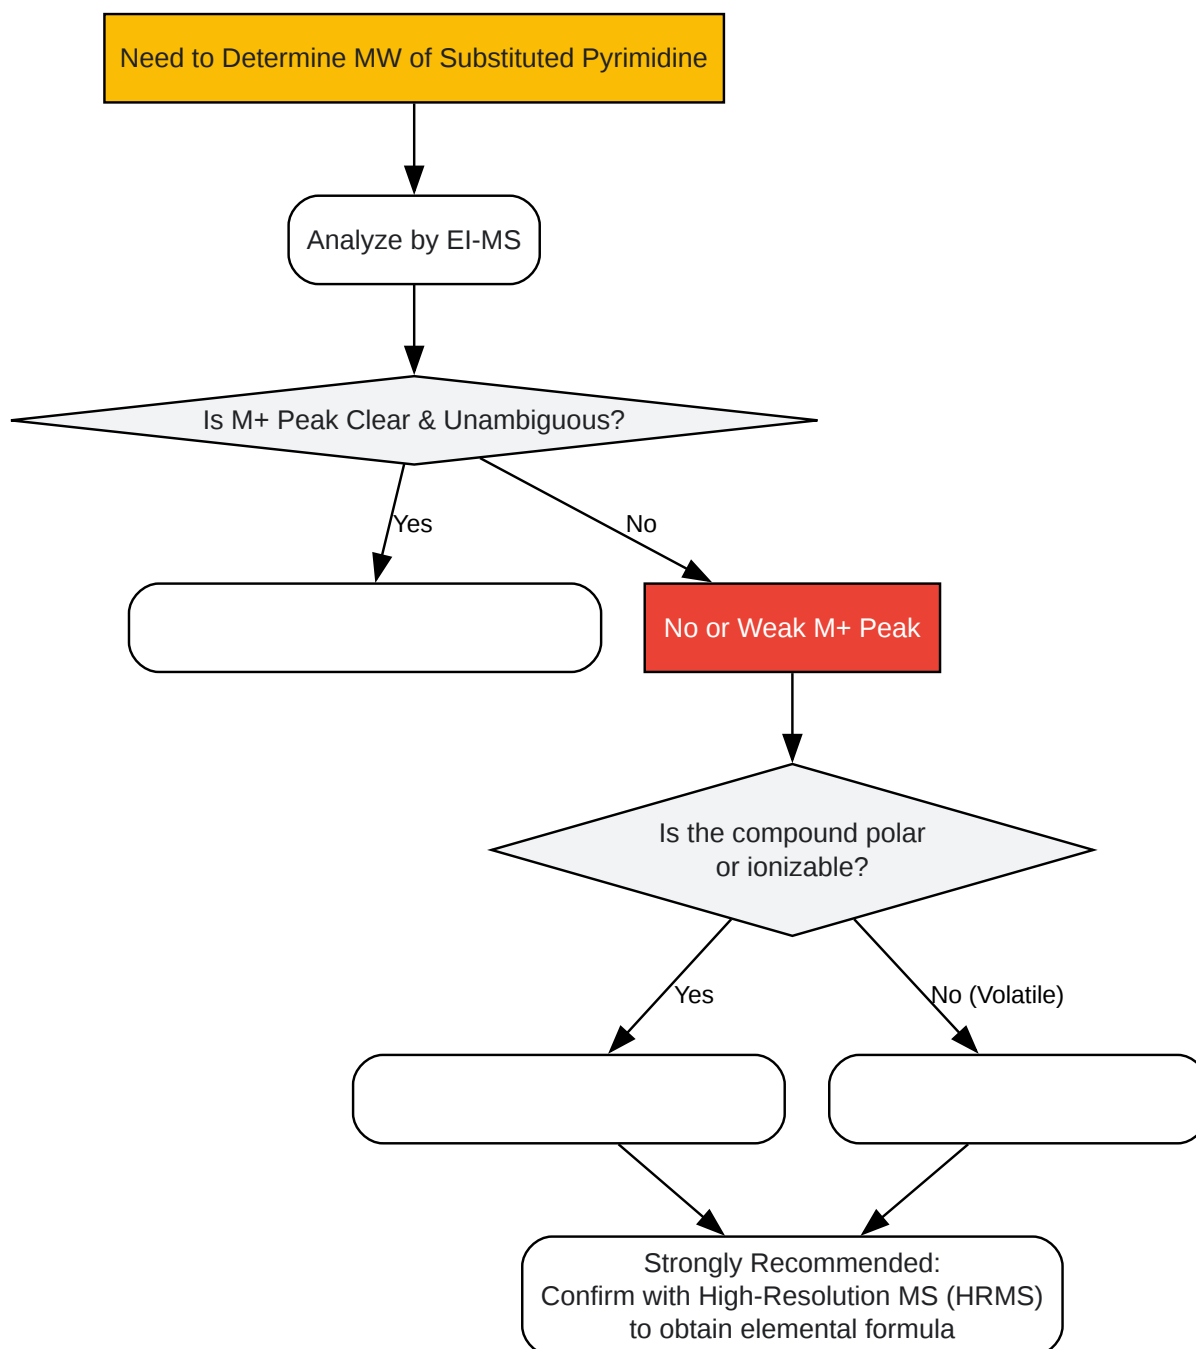 Need to Determine MW of Substituted Pyrimidine
Analyze by EI-MS
Is M+ Peak Clear & Unambiguous?
Yes
No
No or Weak M+ Peak
Is the compound polar
or ionizable?
Yes
No (Volatile)
Strongly Recommended:
Confirm with High-Resolution MS (HRMS)
to obtain elemental formula